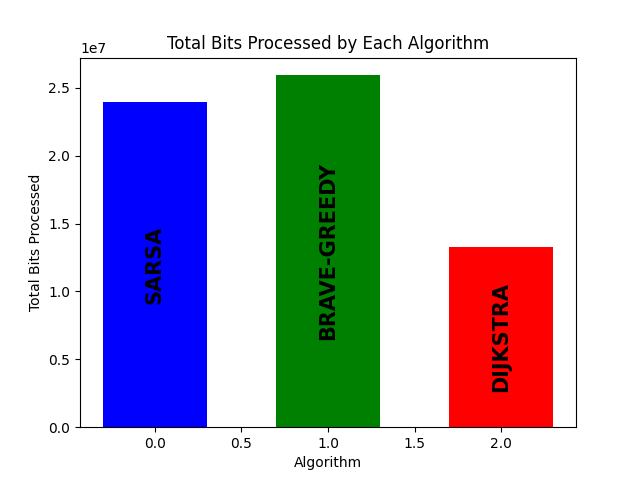 Total Bits Processed by Each Algorithm
1e7
2.5
2.0
1.5
1.0
0.5
0.0
Total Bits Processed
SARSA
BRAVE-GREEDY
DIJKSTRA
0.0 0.5 1.0 1.5 2.0
Algorithm